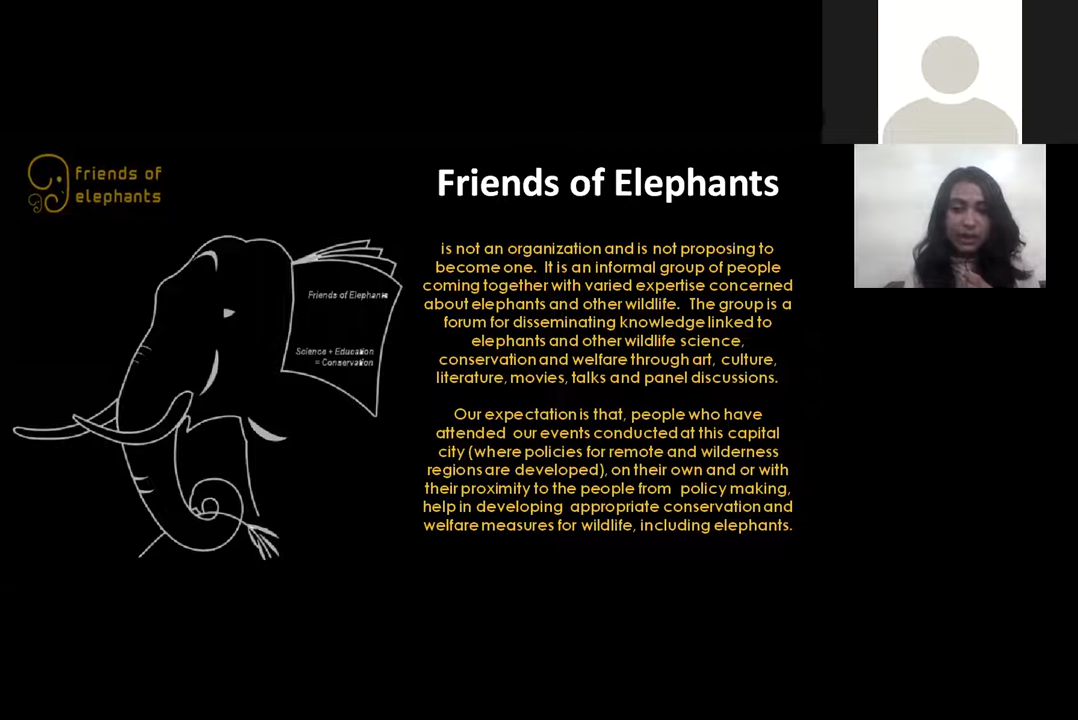 friends of
elephants
Friends of Elephants
Friends of Elephants
Science + Education
= Conservation
is not an organization and is not proposing to
become one. It is an informal group of people
coming together with varied expertise concerned
about elephants and other wildlife. The group is a
forum for disseminating knowledge linked to
elephants and other wildlife science,
conservation and welfare through art, culture,
literature, movies, talks and panel discussions.
Our expectation is that, people who have
attended our events conducted at this capital
city (where policies for remote and wilderness
regions are developed), on their own and or with
their proximity to the people from policy making,
help in developing appropriate conservation and
welfare measures for wildlife, including elephants.